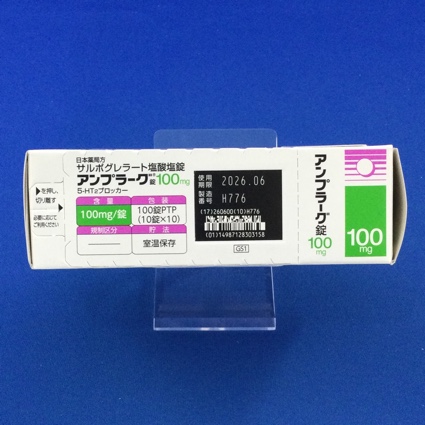 ▶を押し、
切り離す▶
必要に応じて
ご利用ください
日本薬局方
サルポグレラート塩酸塩錠
アンプラーグ®錠100mg
5-HT₂ブロッカー
含量
包装
100mg/錠
100錠PTP
(10錠×10)
規制区分
貯法
室温保存
使用
期限 2026.06
製造
番号 H776
(17)260600(10)H776
(01)14987128303158
GS1
アンプラーグ錠
100
mg
100
mg